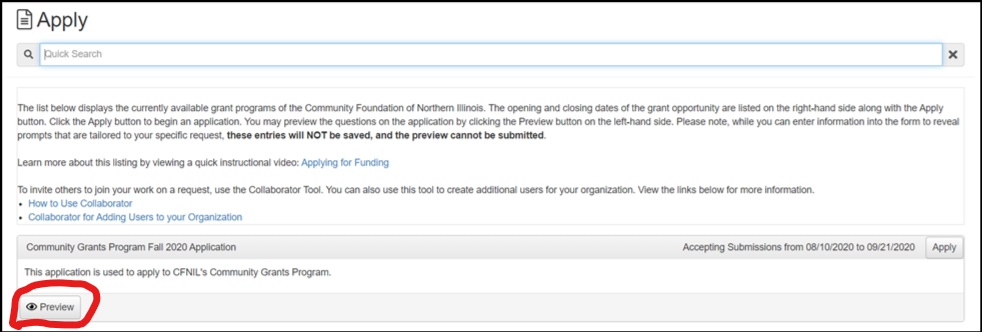 Apply
Quick Search
The list below displays the currently available grant programs of the Community Foundation of Northern Illinois. The opening and closing dates of the grant opportunity are listed on the right-hand side along with the Apply
button. Click the Apply button to begin an application. You may preview the questions on the application by clicking the Preview button on the left-hand side. Please note, while you can enter information into the form to reveal
prompts that are tailored to your specific request, these entries will NOT be saved, and the preview cannot be submitted.
Learn more about this listing by viewing a quick instructional video: Applying for Funding
To invite others to join your work on a request, use the Collaborator Tool. You can also use this tool to create additional users for your organization. View the links below for more information.
• How to Use Collaborator
• Collaborator for Adding Users to your Organization
Community Grants Program Fall 2020 Application Accepting Submissions from 08/10/2020 to 09/21/2020 Apply
This application is used to apply to CFNIL's Community Grants Program.
Preview